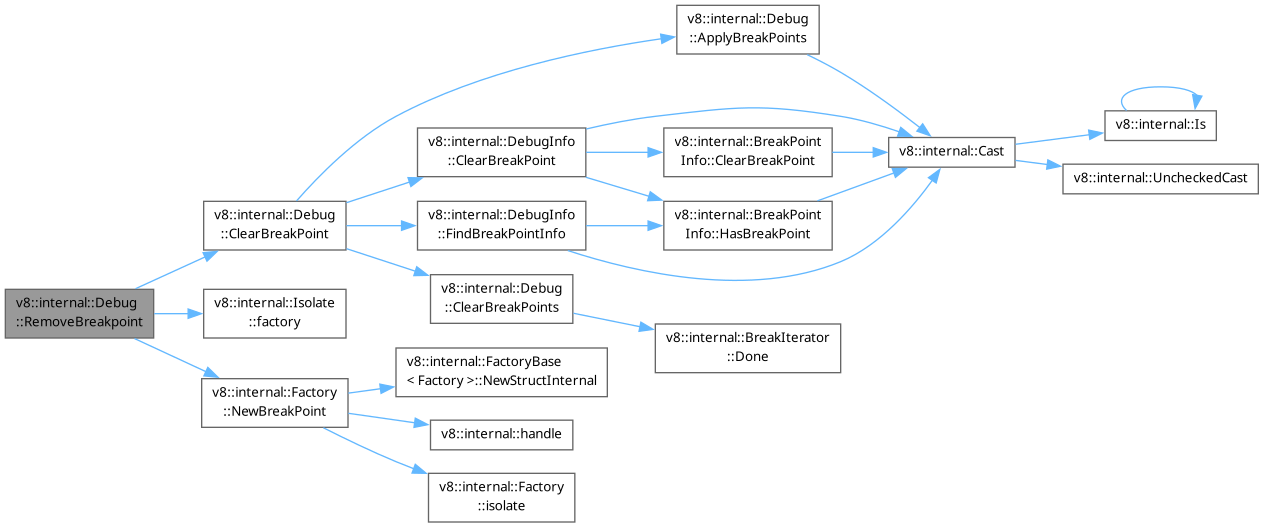 v8::internal::Debug
::RemoveBreakpoint
v8::internal::Debug
::ClearBreakPoint
v8::internal::Isolate
::factory
v8::internal::Factory
::NewBreakPoint
v8::internal::Debug
::ApplyBreakPoints
v8::internal::DebugInfo
::ClearBreakPoint
v8::internal::DebugInfo
::FindBreakPointInfo
v8::internal::Debug
::ClearBreakPoints
v8::internal::FactoryBase
< Factory >::NewStructInternal
v8::internal::handle
v8::internal::Factory
::isolate
v8::internal::BreakPoint
Info::ClearBreakPoint
v8::internal::BreakPoint
Info::HasBreakPoint
v8::internal::BreakIterator
::Done
v8::internal::Cast
v8::internal::Is
v8::internal::UncheckedCast